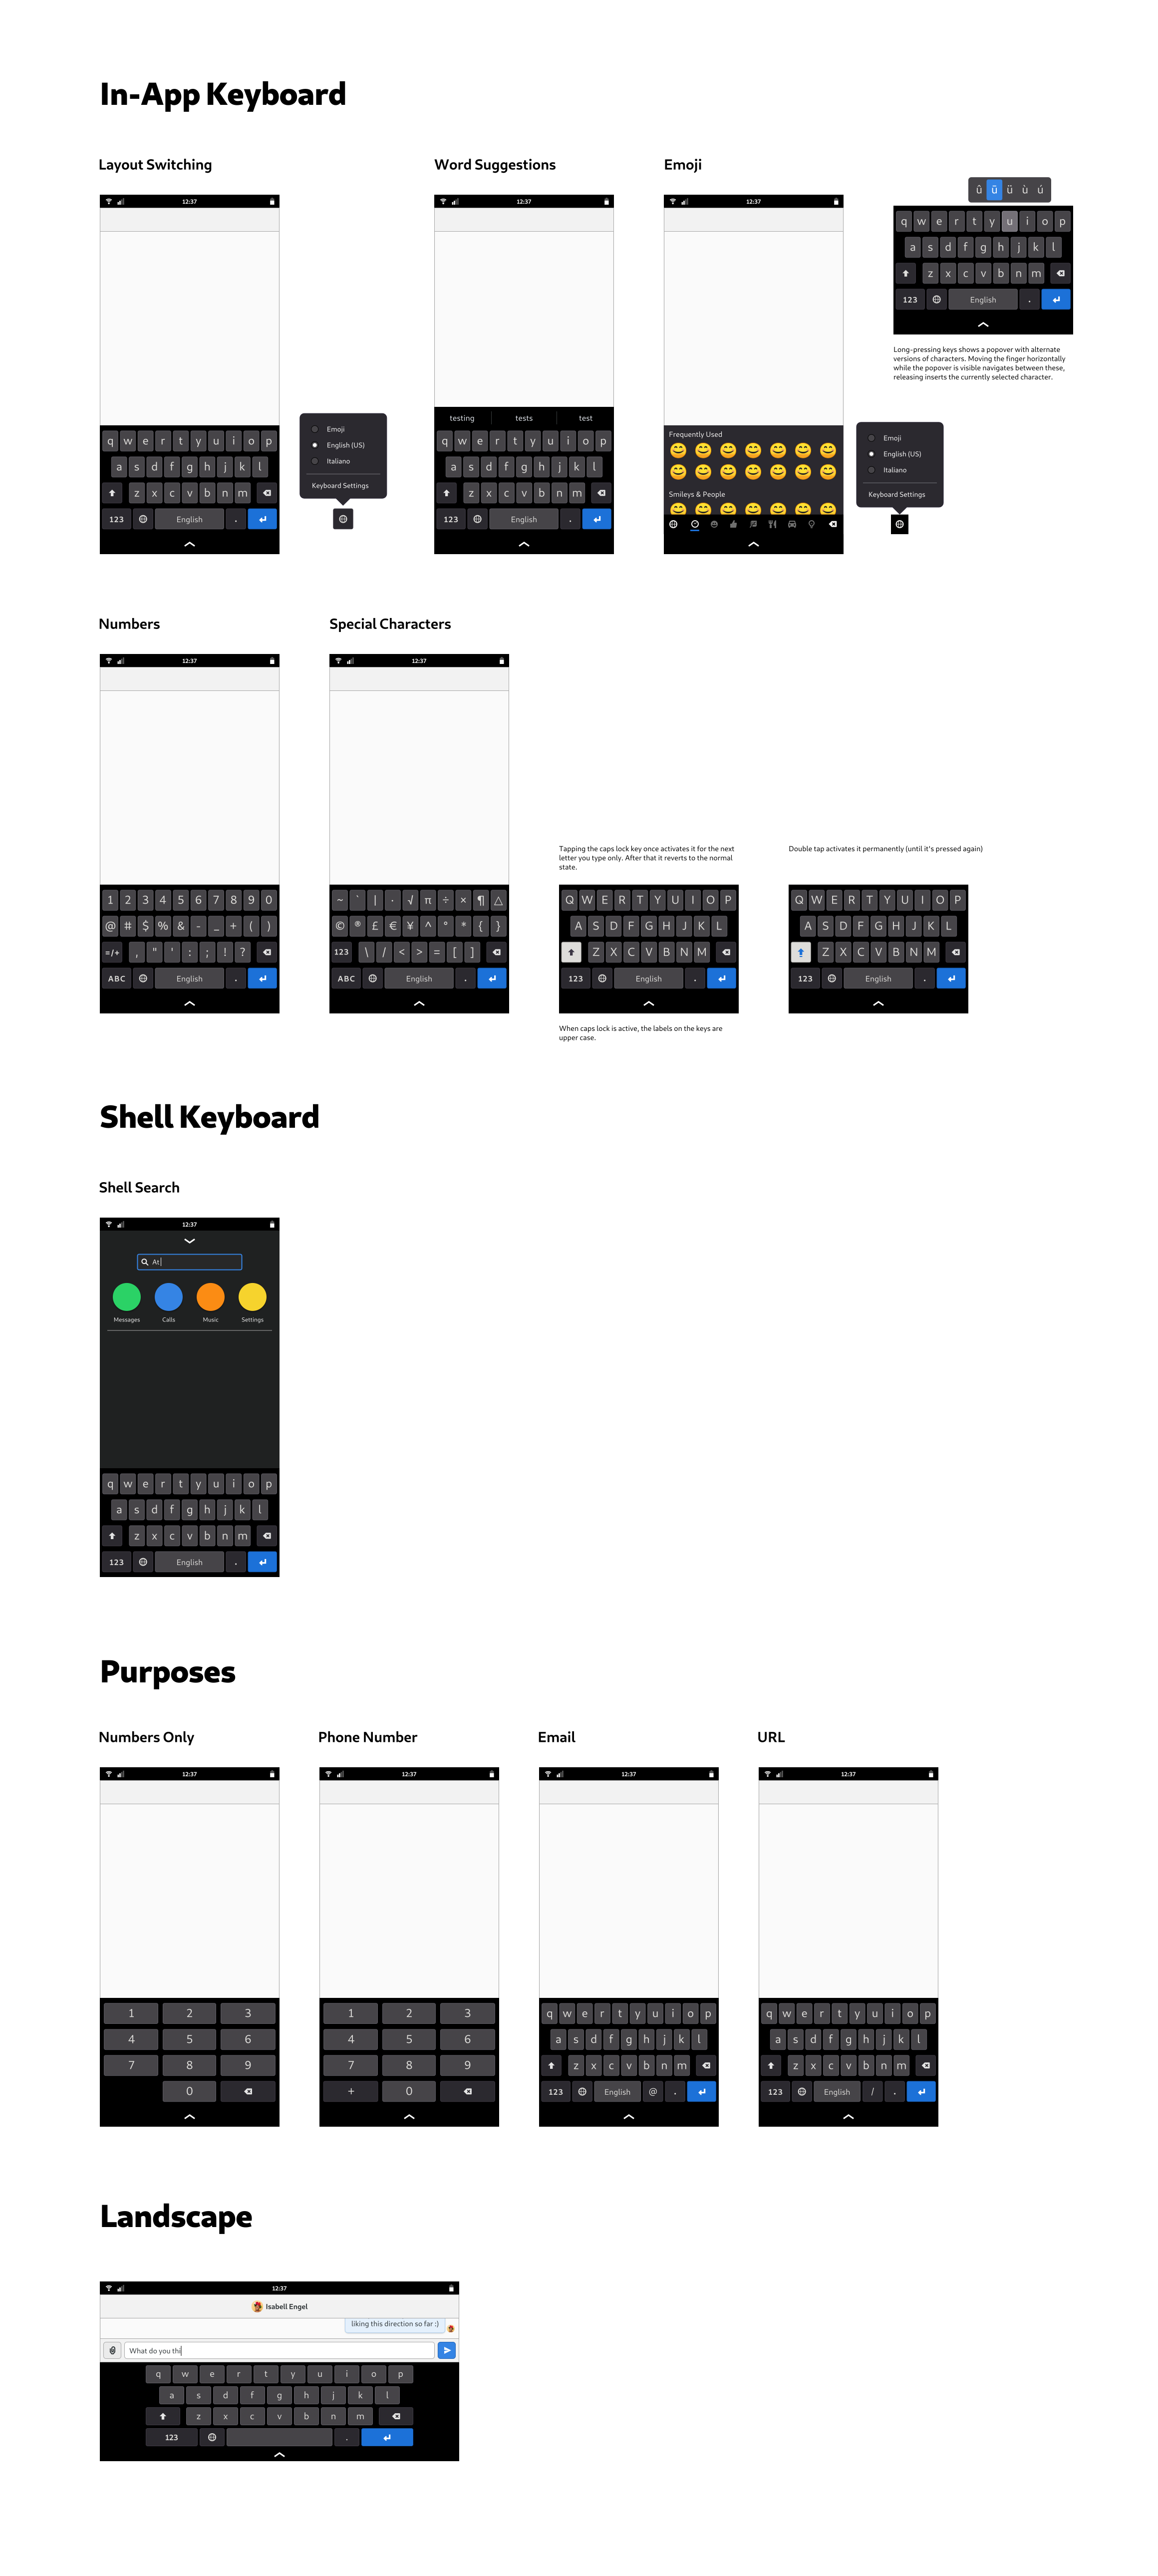 In-App Keyboard
Layout Switching
Word Suggestions
Emoji
û ū ü ù ú
12:37
12:37
12:37
q w e r t y u i o p
a s d f g h j k l
z x c v b n m
123 English .
Long-pressing keys shows a popover with alternate
versions of characters. Moving the finger horizontally
while the popover is visible navigates between these,
releasing inserts the currently selected character.
q w e r t y u i o p
a s d f g h j k l
z x c v b n m
123 English .
Emoji
English (US)
Italiano
Keyboard Settings
testing tests test
q w e r t y u i o p
a s d f g h j k l
z x c v b n m
123 English .
Frequently Used
Smileys & People
Emoji
English (US)
Italiano
Keyboard Settings
Numbers
Special Characters
12:37
12:37
1 2 3 4 5 6 7 8 9 0
@ # $ % & - _ + ( )
=/+ , " ' : ; ! ?
ABC English .
~ ` | · √ π ÷ × ¶ △
© ® £ € ¥ ^ ° * { }
123 \ / < > = [ ]
ABC English .
Tapping the caps lock key once activates it for the next
letter you type only. After that it reverts to the normal
state.
Q W E R T Y U I O P
A S D F G H J K L
Z X C V B N M
123 English .
When caps lock is active, the labels on the keys are
upper case.
Double tap activates it permanently (until it's pressed again)
Q W E R T Y U I O P
A S D F G H J K L
Z X C V B N M
123 English .
Shell Keyboard
Shell Search
12:37
At
Messages Calls Music Settings
q w e r t y u i o p
a s d f g h j k l
z x c v b n m
123 English .
Purposes
Numbers Only
Phone Number
Email
URL
12:37
12:37
12:37
12:37
1 2 3
4 5 6
7 8 9
0
1 2 3
4 5 6
7 8 9
+ 0
q w e r t y u i o p
a s d f g h j k l
z x c v b n m
123 English @ .
q w e r t y u i o p
a s d f g h j k l
z x c v b n m
123 English / .
Landscape
12:37
Isabell Engel
liking this direction so far :)
What do you thi
q w e r t y u i o p
a s d f g h j k l
z x c v b n m
123 .